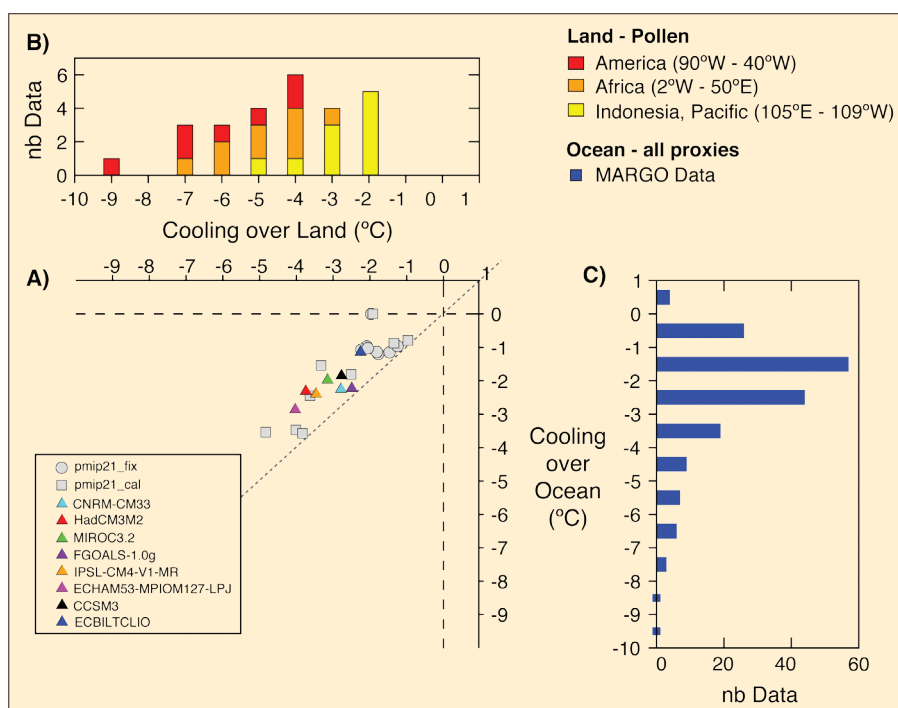 B)
nb Data
6
4
2
0
-10 -9 -8 -7 -6 -5 -4 -3 -2 -1 0 1
Cooling over Land (ºC)
Land - Pollen
America (90ºW - 40ºW)
Africa (2ºW - 50ºE)
Indonesia, Pacific (105ºE - 109ºW)
Ocean - all proxies
MARGO Data
A)
-9 -8 -7 -6 -5 -4 -3 -2 -1 0 1
0
-1
-2
-3
-4
-5
-6
-7
-8
-9
pmip21_fix
pmip21_cal
CNRM-CM33
HadCM3M2
MIROC3.2
FGOALS-1.0g
IPSL-CM4-V1-MR
ECHAM53-MPIOM127-LPJ
CCSM3
ECBILTCLIO
Cooling
over
Ocean
(ºC)
C)
1
0
-1
-2
-3
-4
-5
-6
-7
-8
-9
-10
0 20 40 60
nb Data